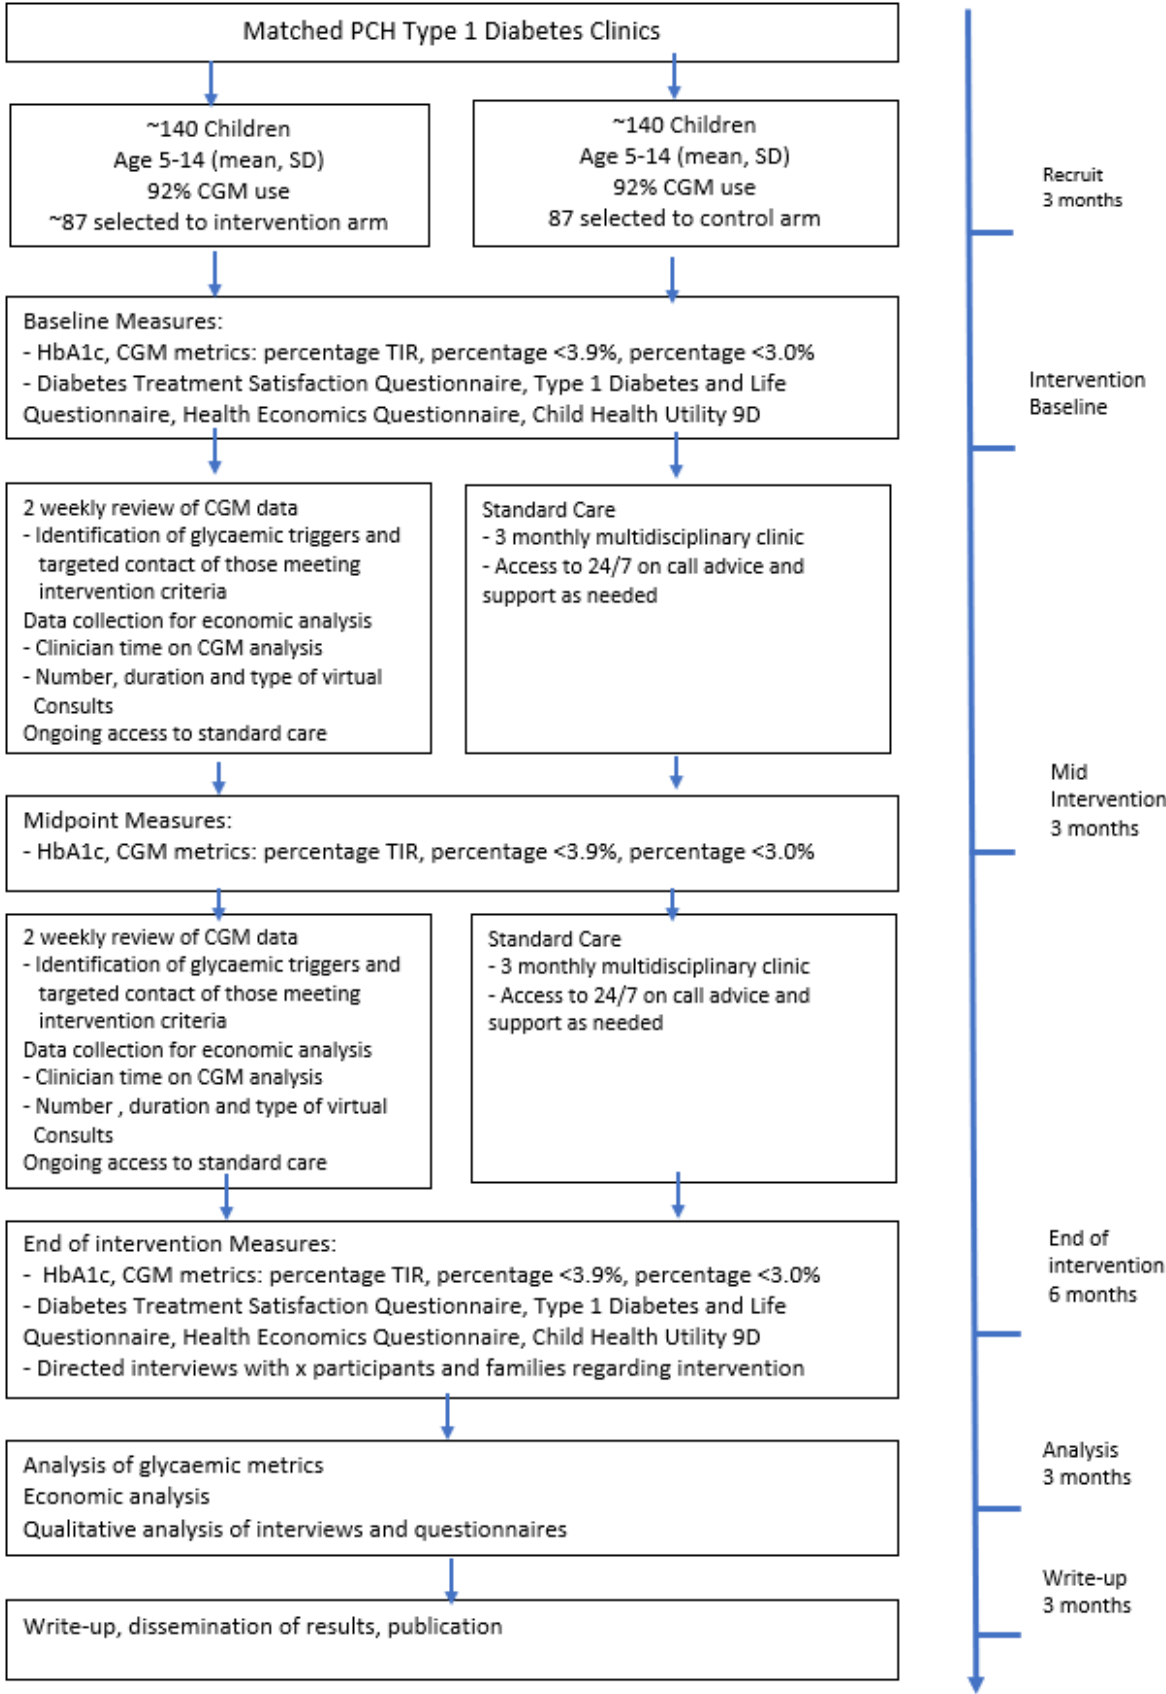 Matched PCH Type 1 Diabetes Clinics
~140 Children
Age 5-14 (mean, SD)
92% CGM use
~87 selected to intervention arm
~140 Children
Age 5-14 (mean, SD)
92% CGM use
87 selected to control arm
Recruit
3 months
Baseline Measures:
- HbA1c, CGM metrics: percentage TIR, percentage <3.9%, percentage <3.0%
- Diabetes Treatment Satisfaction Questionnaire, Type 1 Diabetes and Life
Questionnaire, Health Economics Questionnaire, Child Health Utility 9D
Intervention
Baseline
2 weekly review of CGM data
- Identification of glycaemic triggers and
targeted contact of those meeting
intervention criteria
Data collection for economic analysis
- Clinician time on CGM analysis
- Number, duration and type of virtual
Consults
Ongoing access to standard care
Standard Care
- 3 monthly multidisciplinary clinic
- Access to 24/7 on call advice and
support as needed
Mid
Intervention
3 months
Midpoint Measures:
- HbA1c, CGM metrics: percentage TIR, percentage <3.9%, percentage <3.0%
2 weekly review of CGM data
- Identification of glycaemic triggers and
targeted contact of those meeting
intervention criteria
Data collection for economic analysis
- Clinician time on CGM analysis
- Number , duration and type of virtual
Consults
Ongoing access to standard care
Standard Care
- 3 monthly multidisciplinary clinic
- Access to 24/7 on call advice and
support as needed
End of intervention Measures:
- HbA1c, CGM metrics: percentage TIR, percentage <3.9%, percentage <3.0%
- Diabetes Treatment Satisfaction Questionnaire, Type 1 Diabetes and Life
Questionnaire, Health Economics Questionnaire, Child Health Utility 9D
- Directed interviews with x participants and families regarding intervention
End of
intervention
6 months
Analysis of glycaemic metrics
Economic analysis
Qualitative analysis of interviews and questionnaires
Analysis
3 months
Write-up, dissemination of results, publication
Write-up
3 months